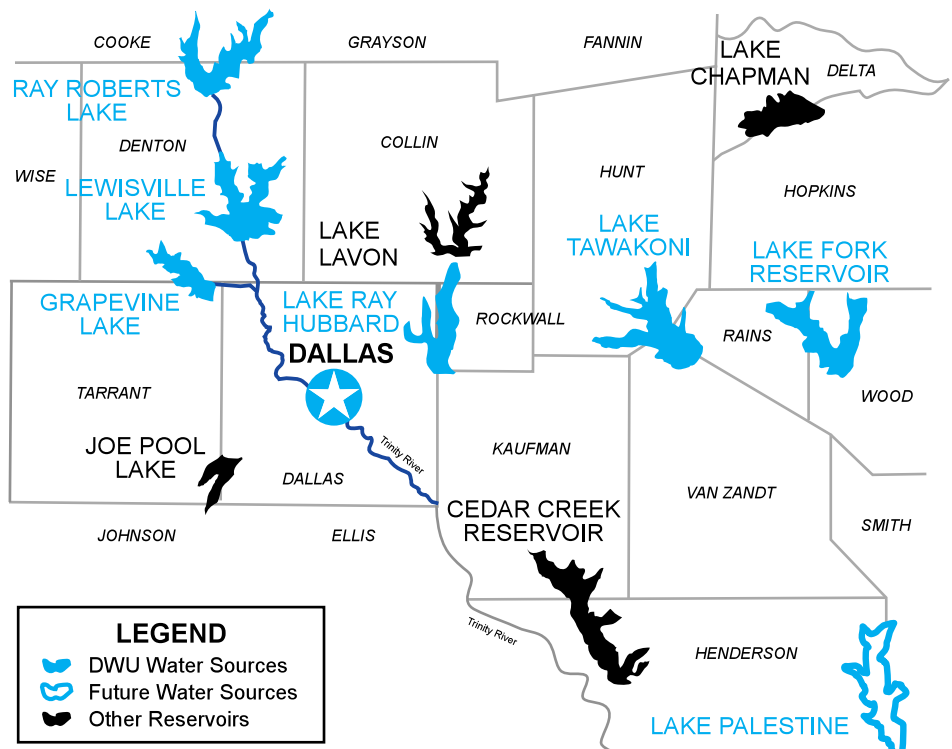 COOKE
GRAYSON
FANNIN
LAKE
CHAPMAN
DELTA
RAY ROBERTS
LAKE
DENTON
COLLIN
WISE
HUNT
LEWISVILLE
LAKE
HOPKINS
LAKE
LAVON
LAKE
TAWAKONI
LAKE FORK
RESERVOIR
GRAPEVINE
LAKE
LAKE RAY
HUBBARD
ROCKWALL
RAINS
DALLAS
TARRANT
WOOD
JOE POOL
LAKE
Trinity River
KAUFMAN
DALLAS
VAN ZANDT
CEDAR CREEK
RESERVOIR
JOHNSON
ELLIS
SMITH
Trinity River
HENDERSON
LAKE PALESTINE
LEGEND
DWU Water Sources
Future Water Sources
Other Reservoirs